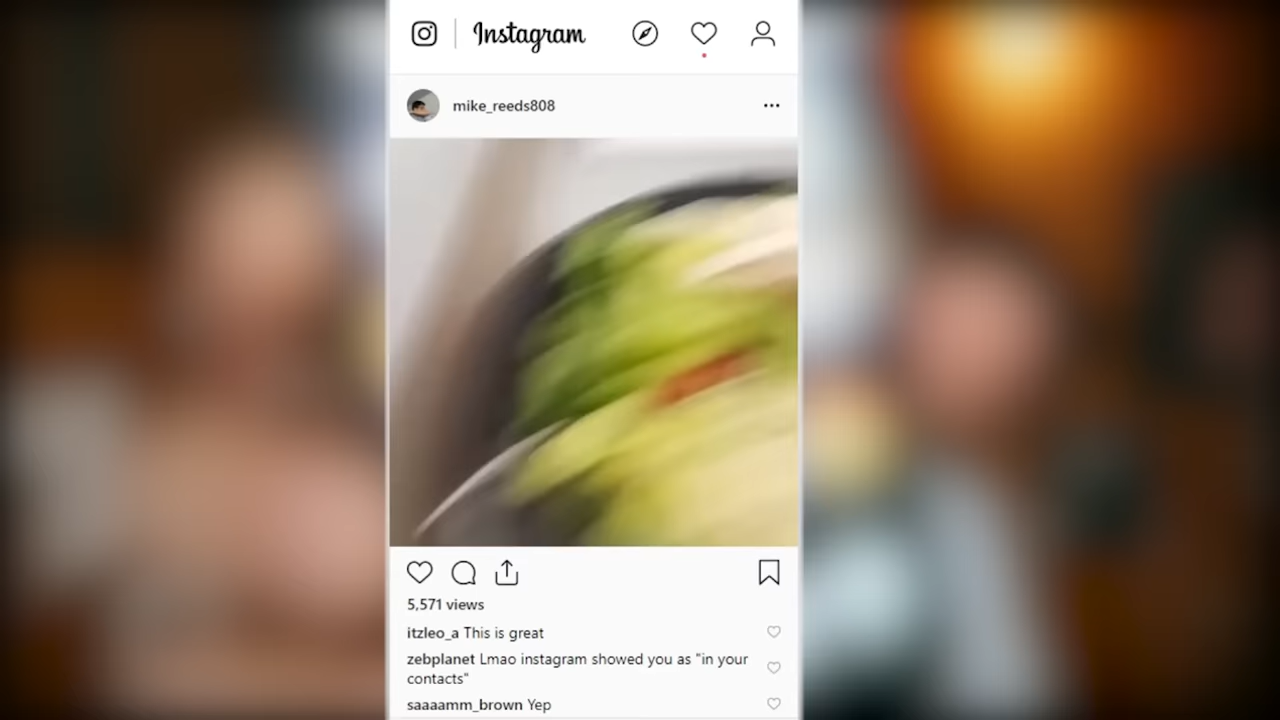 Instagram
mike_reeds808
5,571 views
itzleo_a This is great
zebplanet Lmao instagram showed you as "in your
contacts"
saaaamm_brown Yep